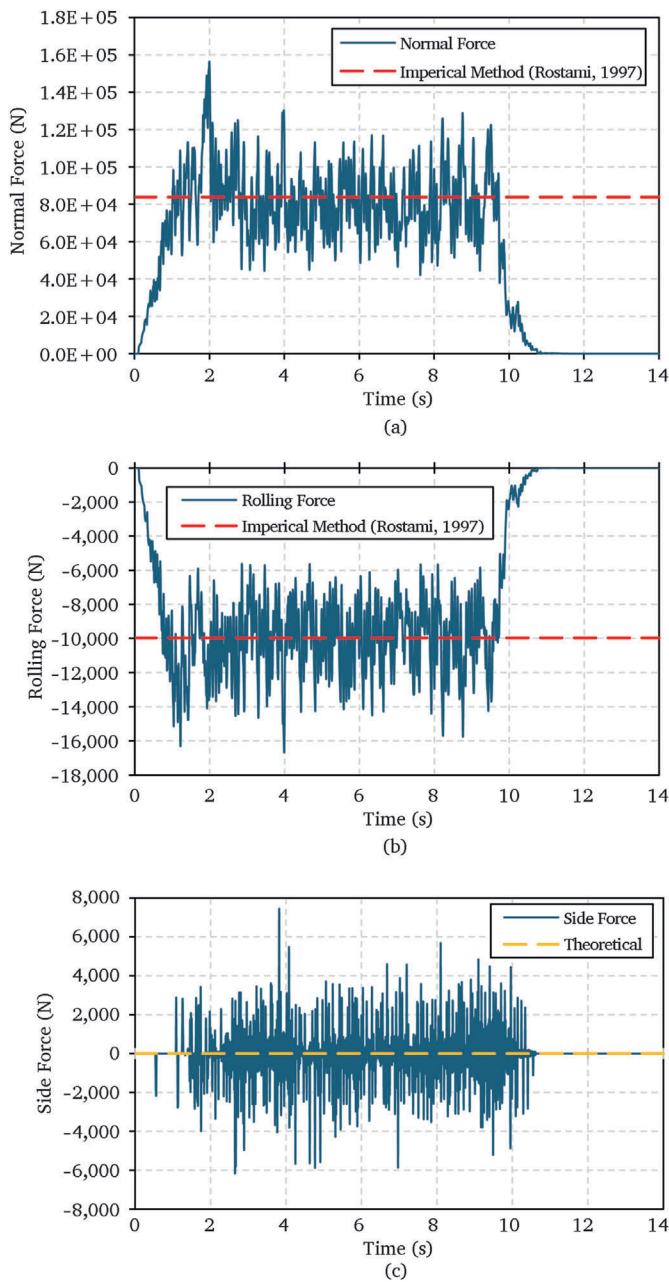 1.8E+05
Normal Force
Imperical Method (Rostami, 1997)
1.6E+05
1.4E+05
1.2E+05
1.0E+05
8.0E+04
6.0E+04
4.0E+04
2.0E+04
0.0E+00
Normal Force (N)
0 2 4 6 8 10 12 14
Time (s)
(a)
0
-2,000
-4,000
-6,000
-8,000
-10,000
-12,000
-14,000
-16,000
-18,000
Rolling Force
Imperical Method (Rostami, 1997)
Rolling Force (N)
0 2 4 6 8 10 12 14
Time (s)
(b)
8,000
6,000
4,000
2,000
0
-2,000
-4,000
-6,000
-8,000
Side Force
Theoretical
Side Force (N)
0 2 4 6 8 10 12 14
Time (s)
(c)